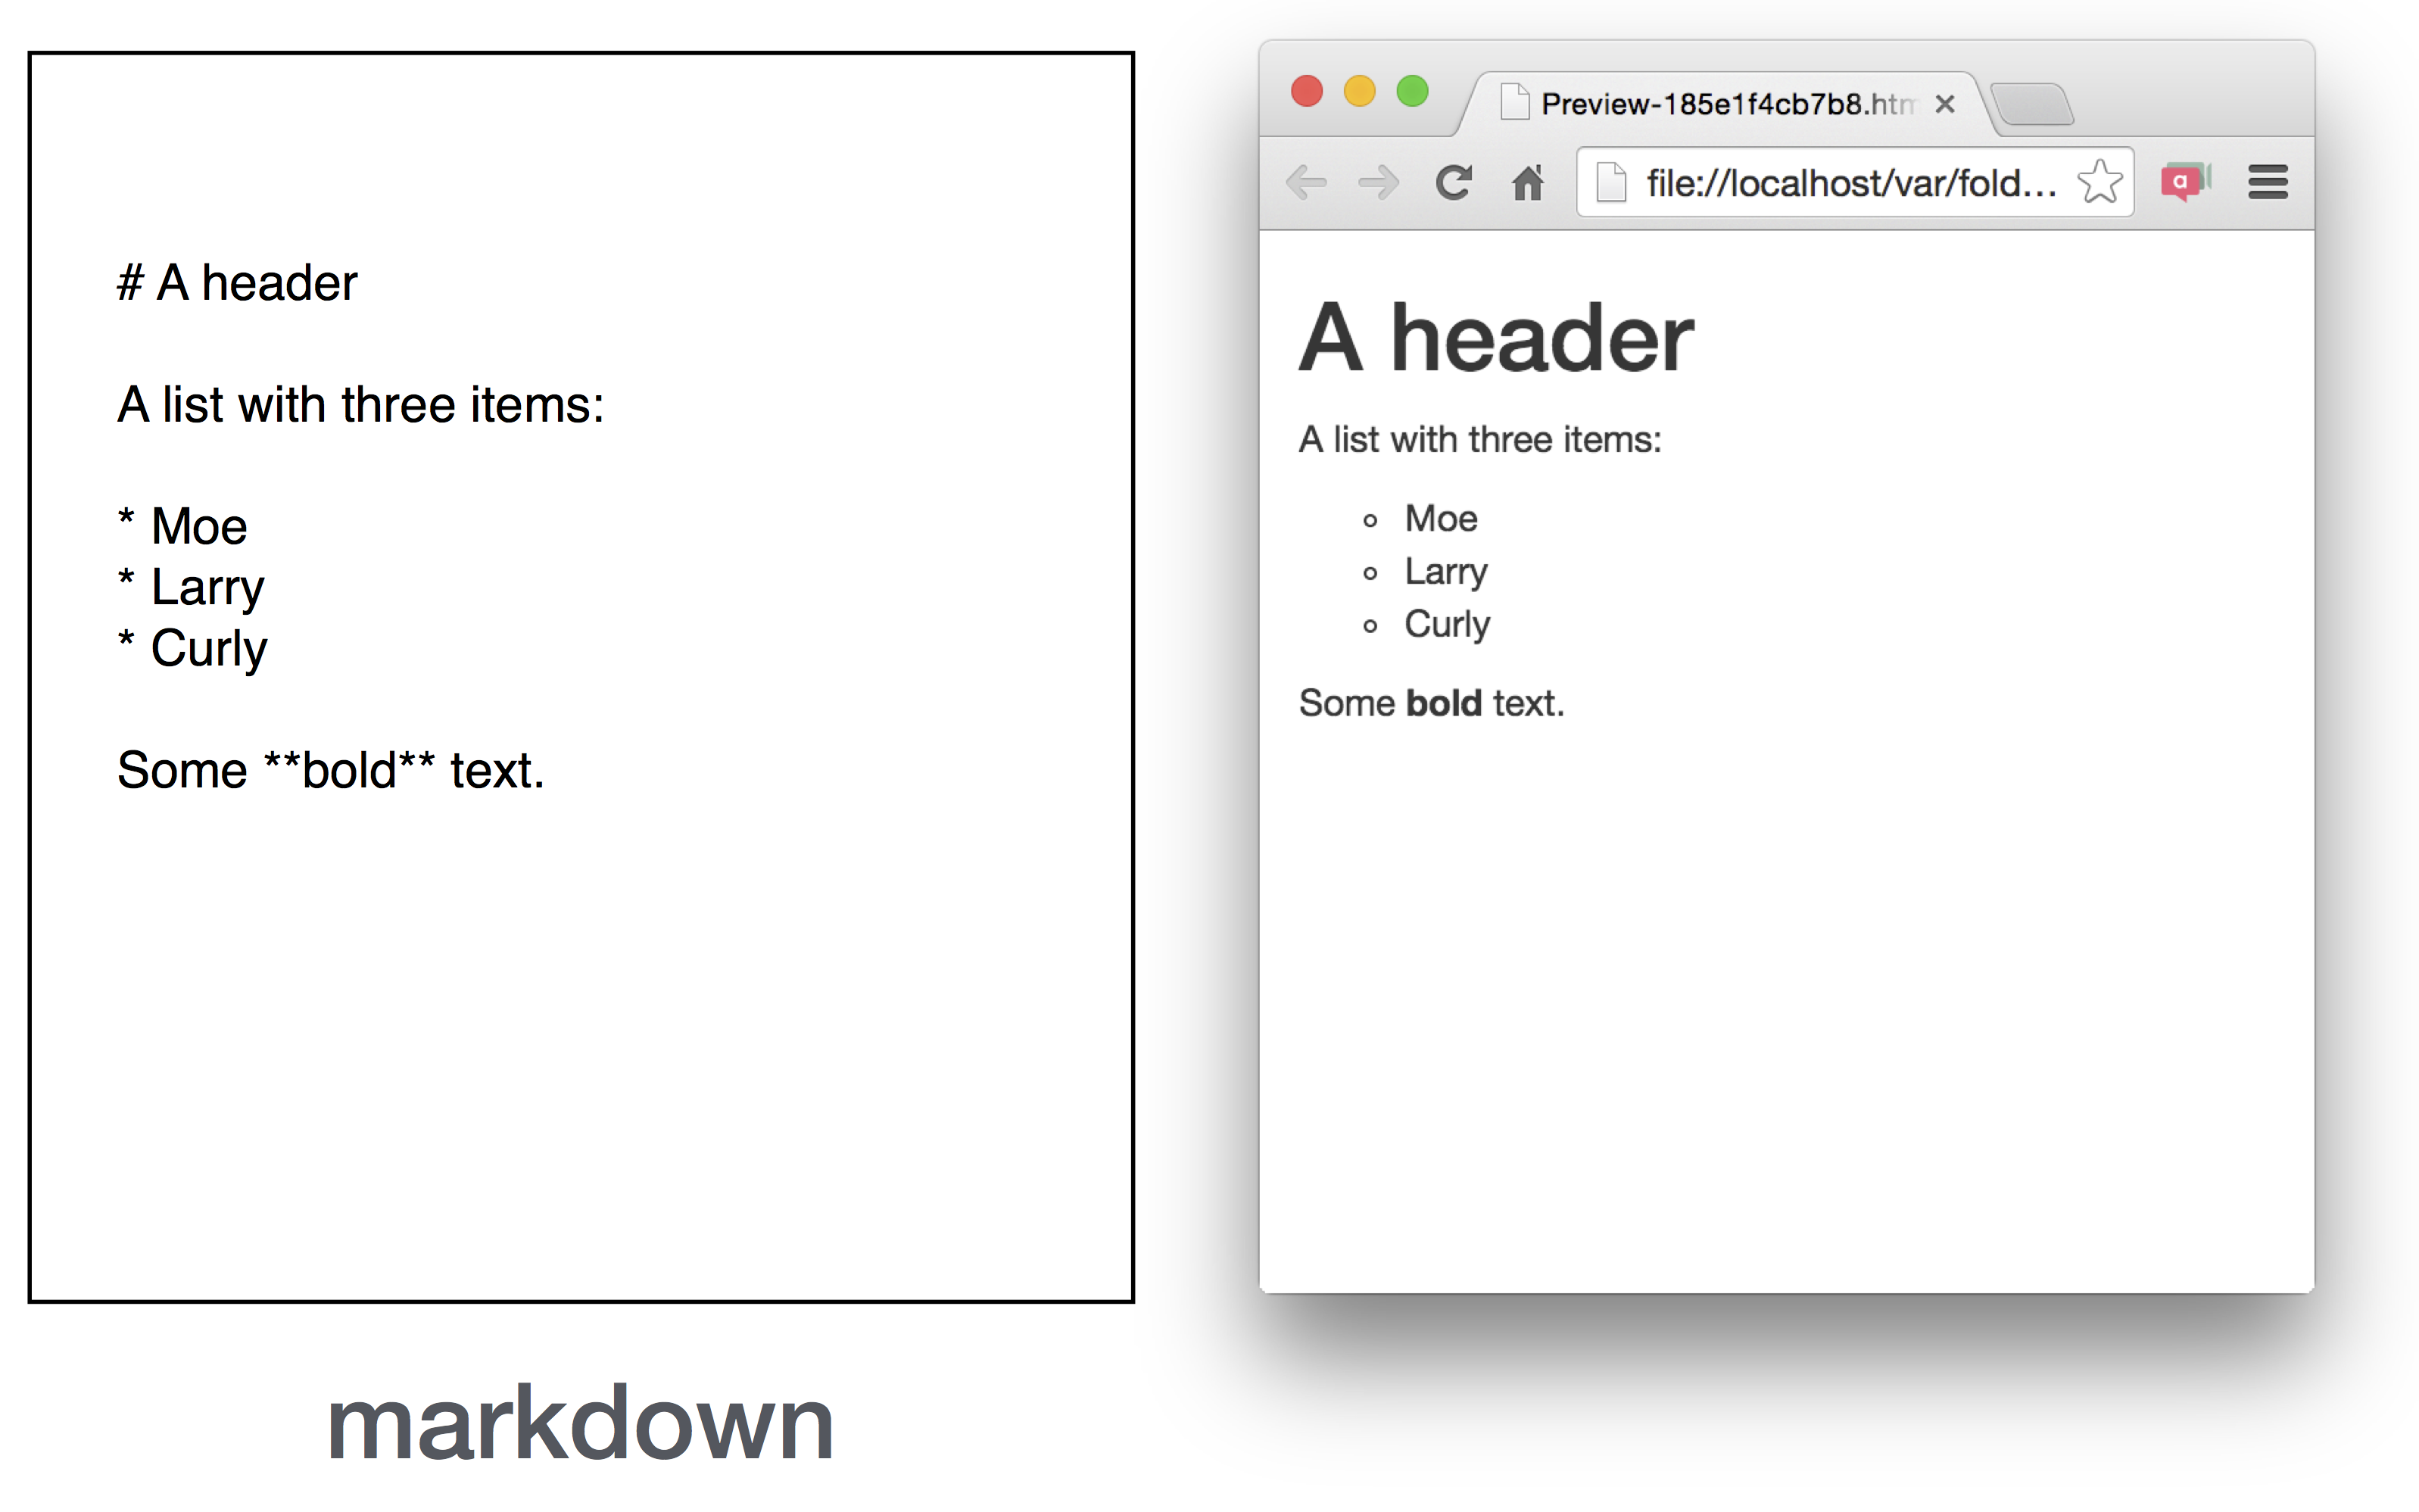 # A header
A list with three items:
* Moe
* Larry
* Curly
Some **bold** text.
markdown
Preview-185e1f4cb7b8.htm
file://localhost/var/fold...
a
A header
A list with three items:
Moe
Larry
Curly
Some bold text.